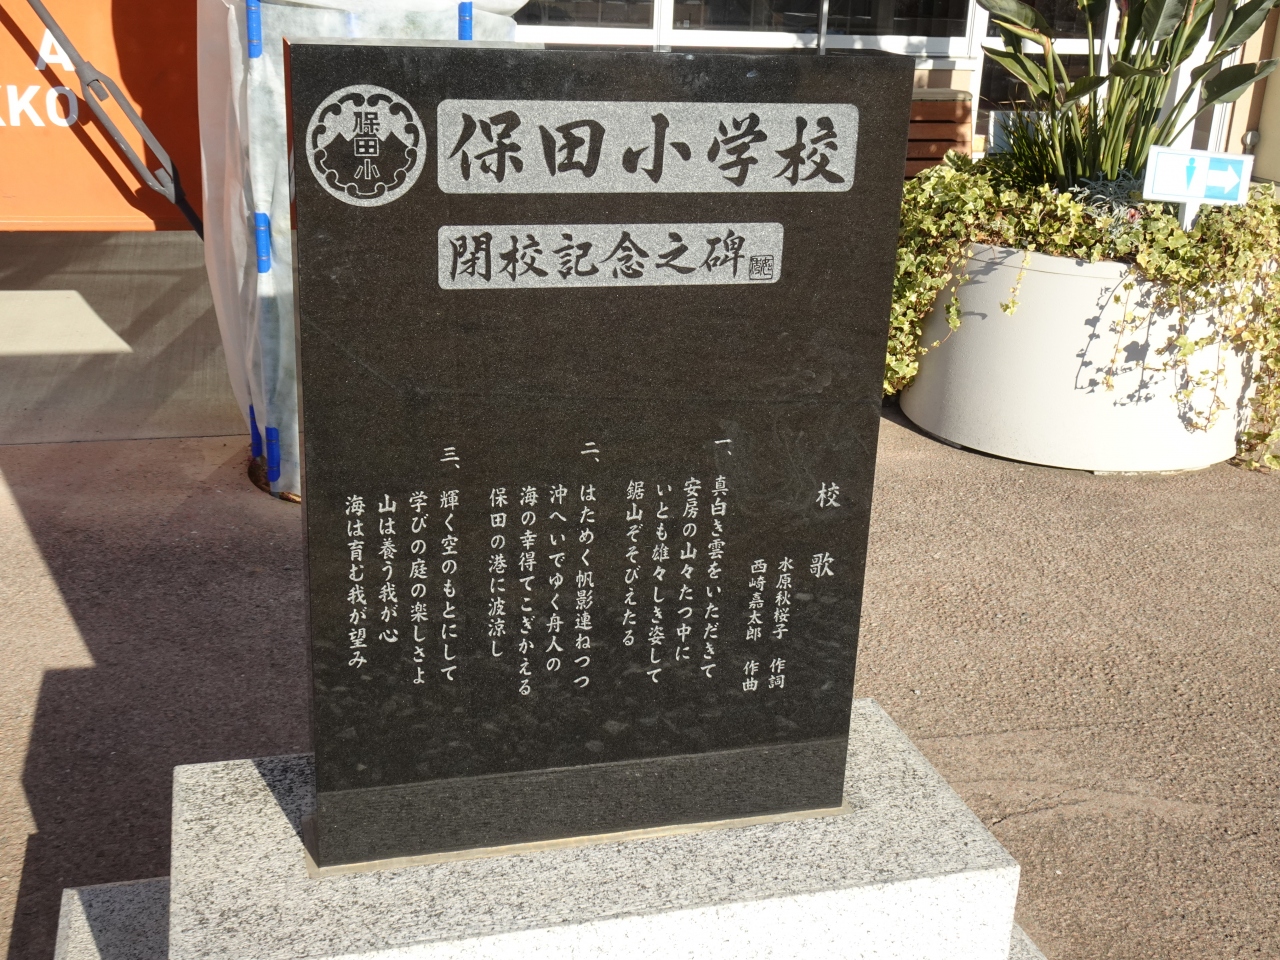 A
KKO
保田小
保田小学校
閉校記念之碑
校歌
水原秋桜子 作詞
西崎嘉太郎 作曲
一、真白き雲をいただきて
安房の山々たつ中に
いとも雄々しき姿して
鋸山ぞそびえたる
二、はためく帆影連ねつつ
沖へいでゆく舟人の
海の幸得てこぎかえる
保田の港に波涼し
三、輝く空のもとにして
学びの庭の楽しさよ
山は養う我が心
海は育む我が望み